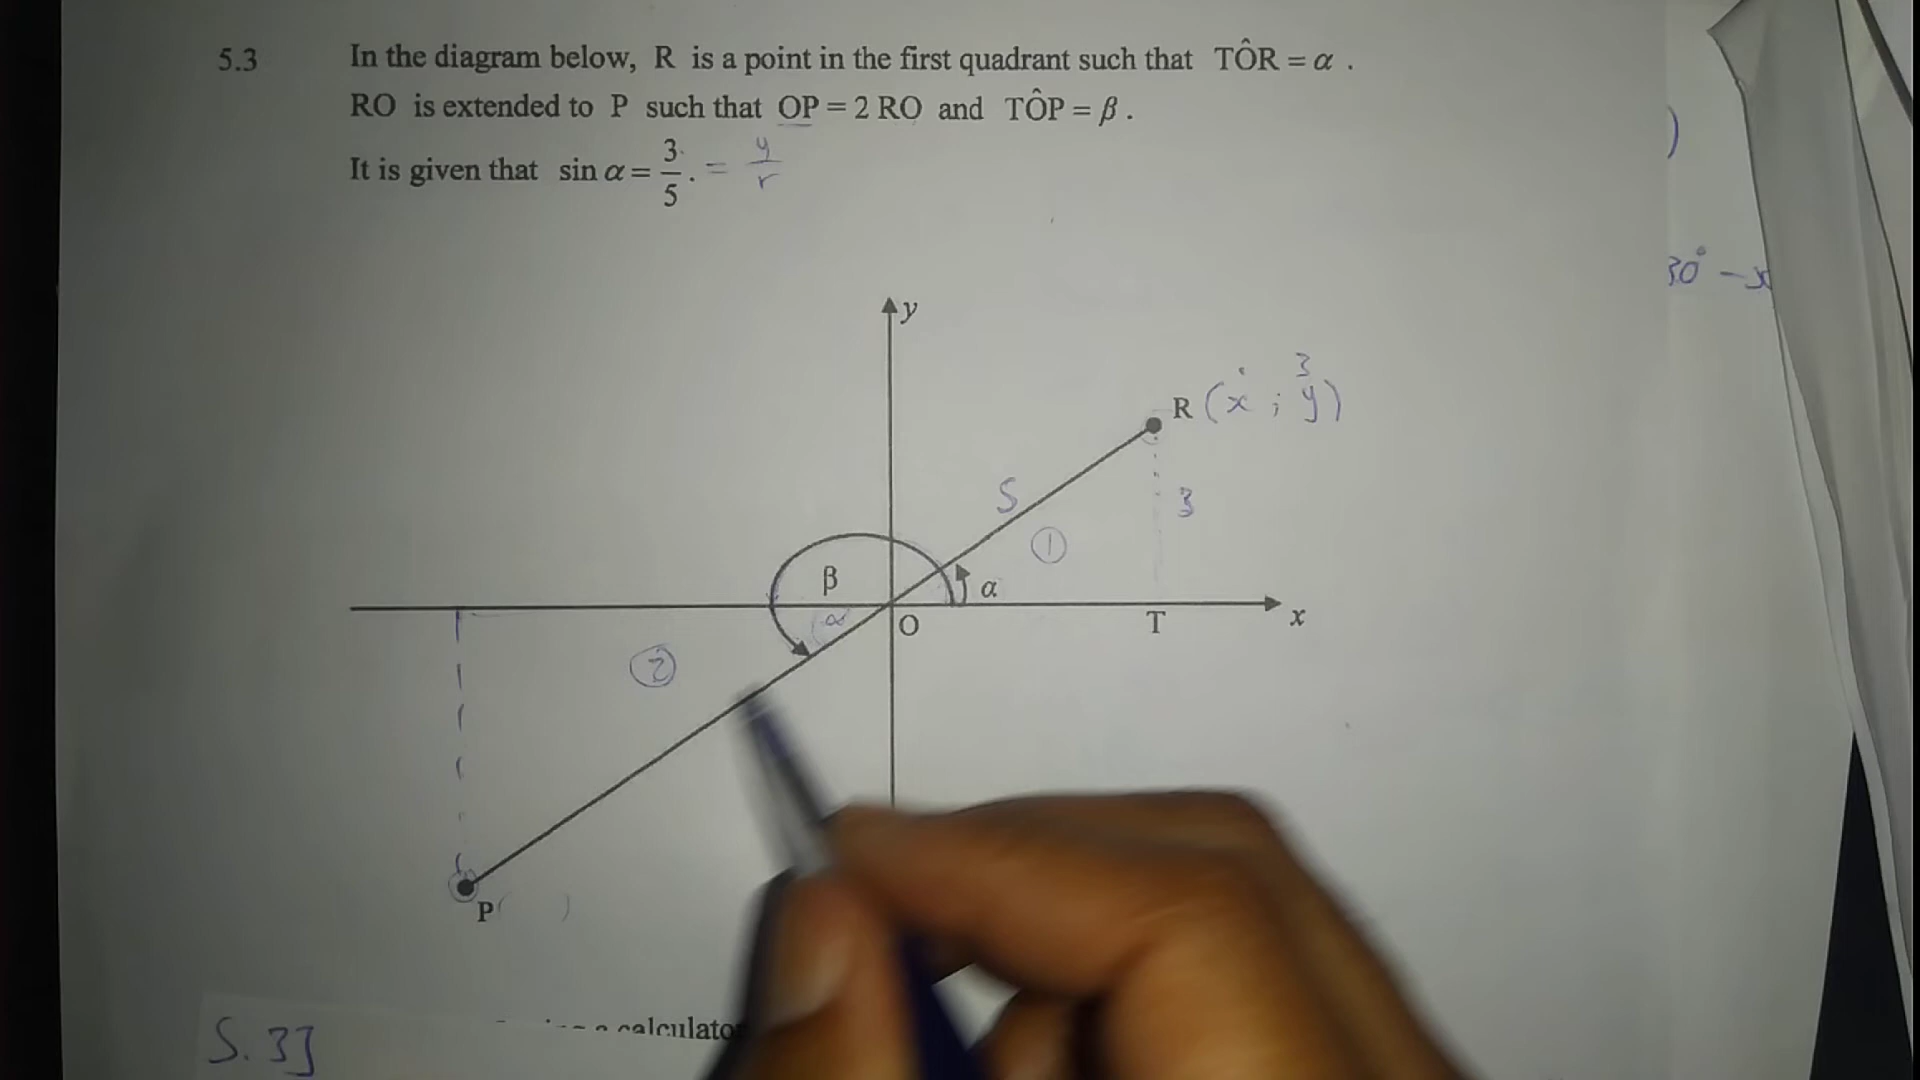 5.3 In the diagram below, R is a point in the first quadrant such that TÔR = α .
RO is extended to P such that OP = 2 RO and TÔP = β .
It is given that sin α = 3/5 . = y/r
)
30° - x
y
3
R (x ; y)
S
3
①
β
α
α
O
T
x
②
P ( )
calculator
5.3]